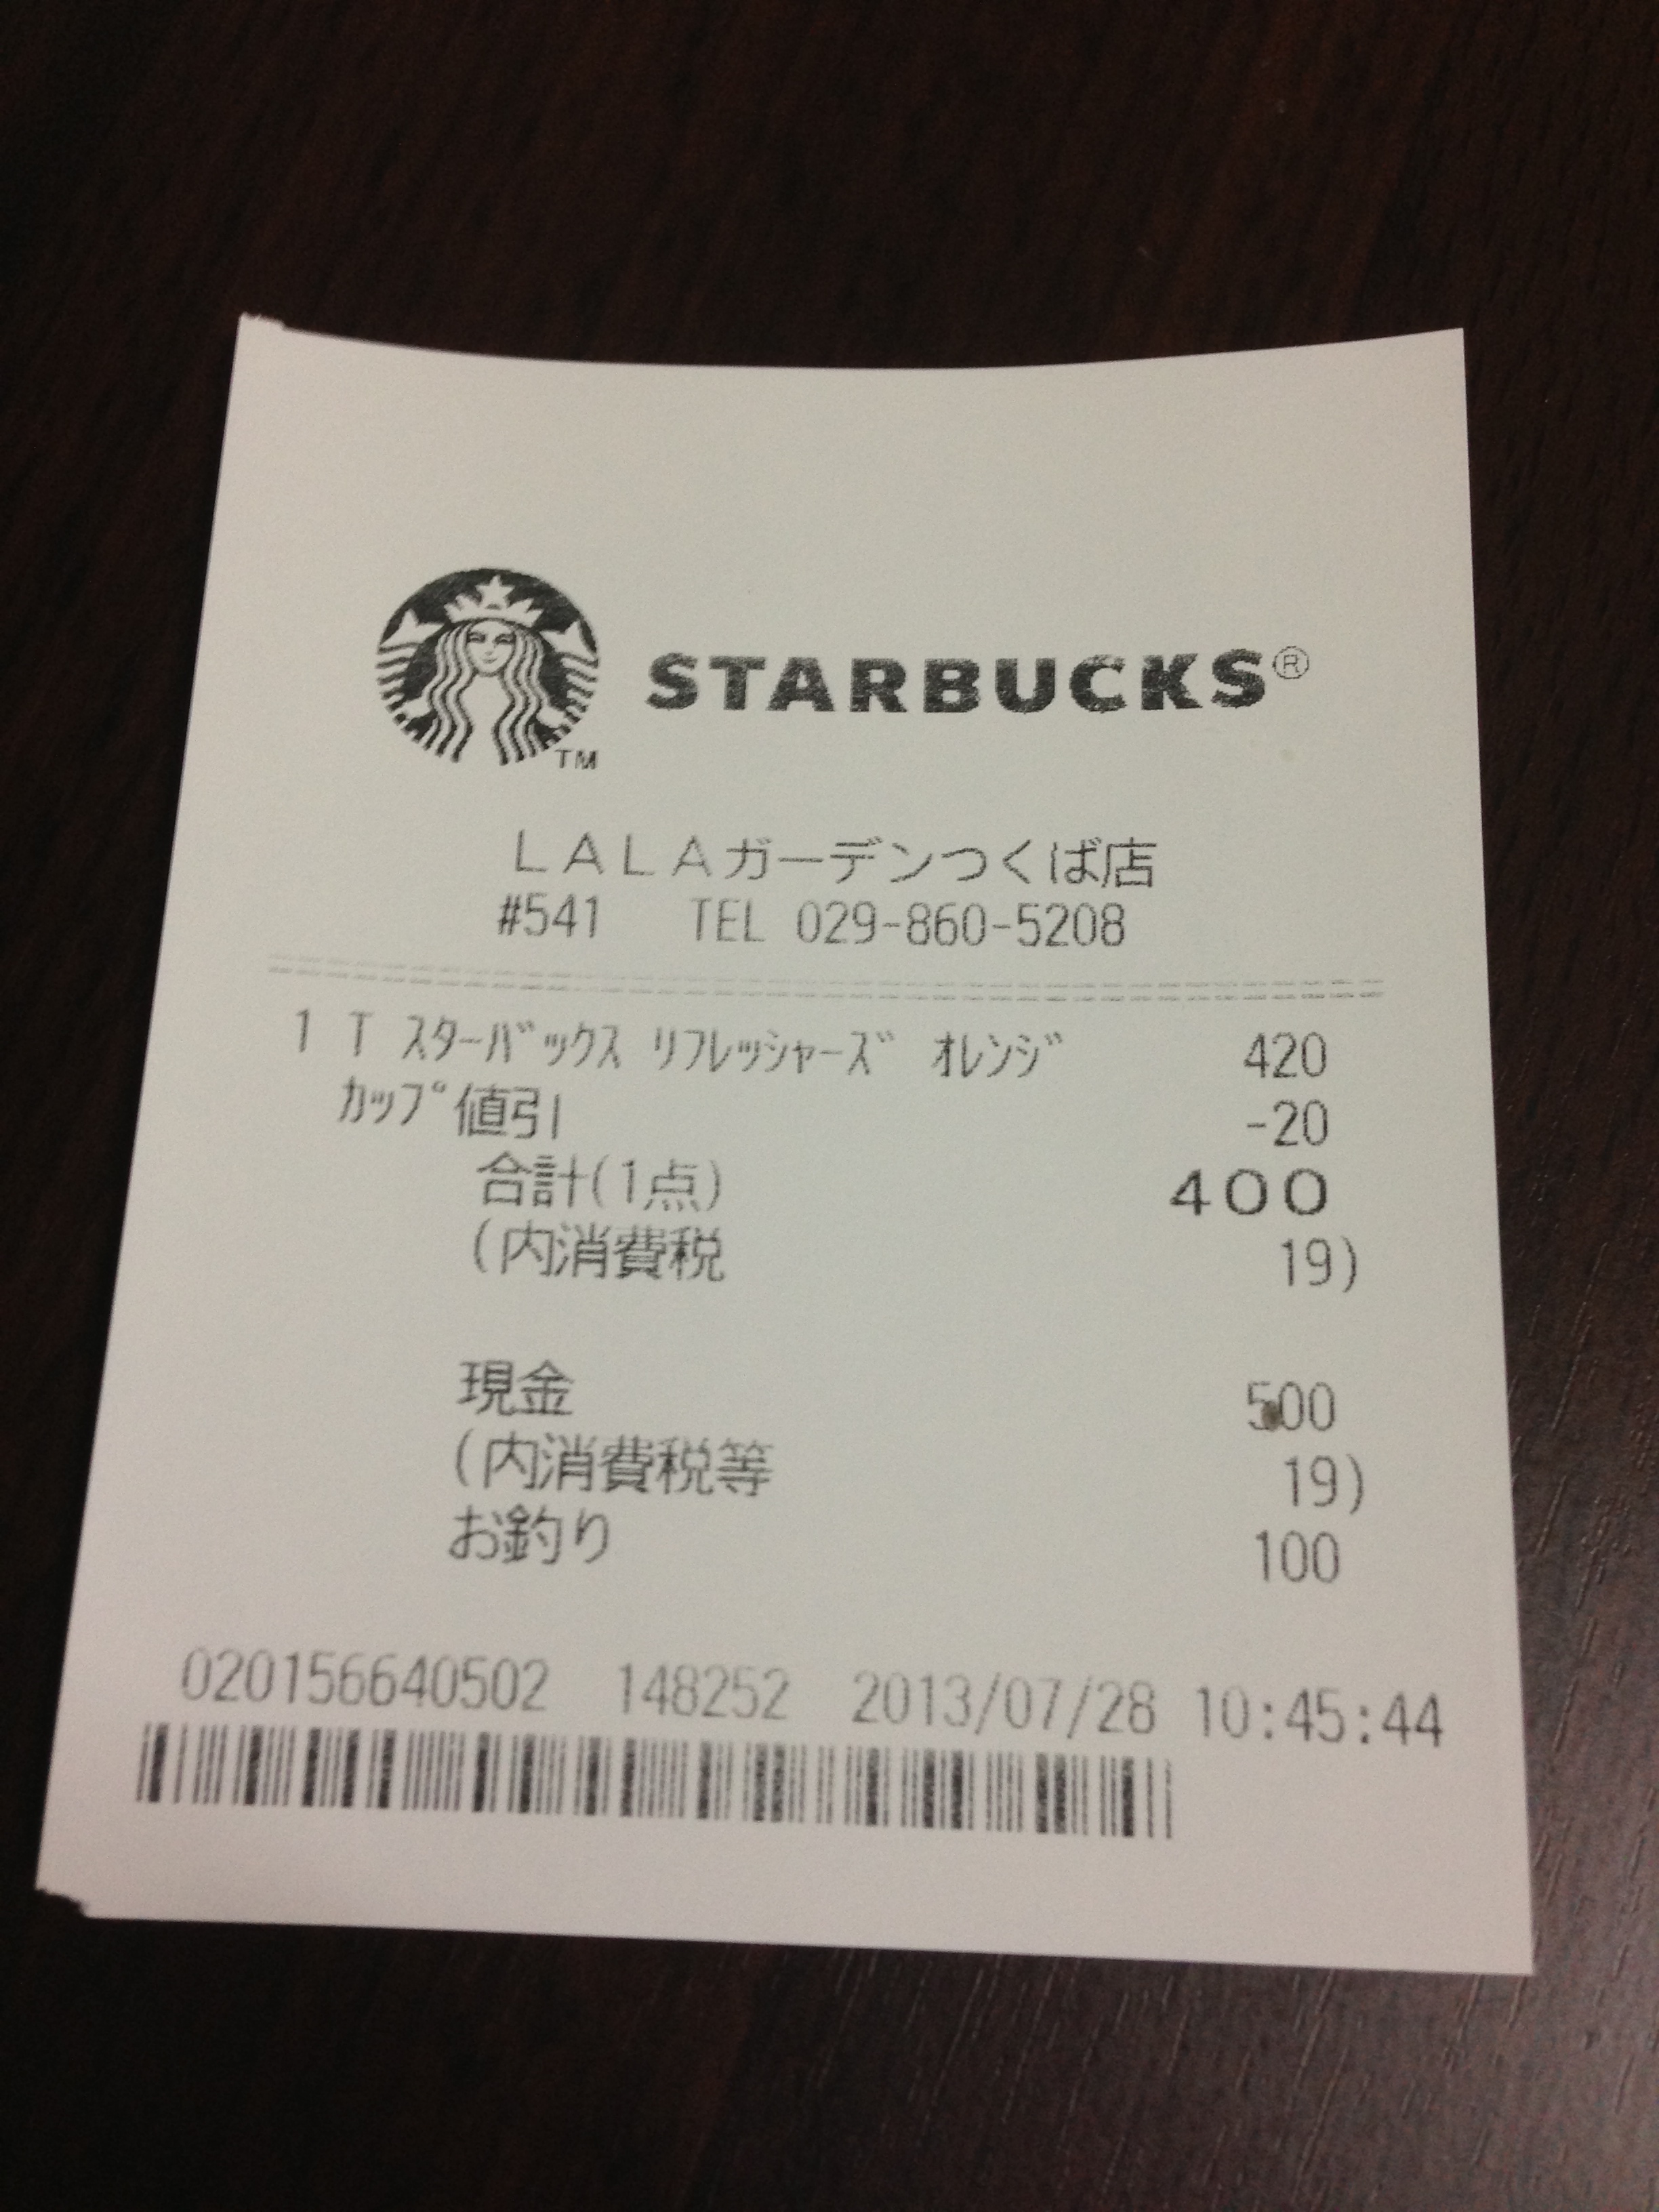 STARBUCKS®
TM
LALAガーデンつくば店
#541 TEL 029-860-5208
1 T スターバックス リフレッシャーズ オレンジ 420
カップ値引 -20
合計(1点) 400
(内消費税 19)
現金 500
(内消費税等 19)
お釣り 100
020156640502 148252 2013/07/28 10:45:44